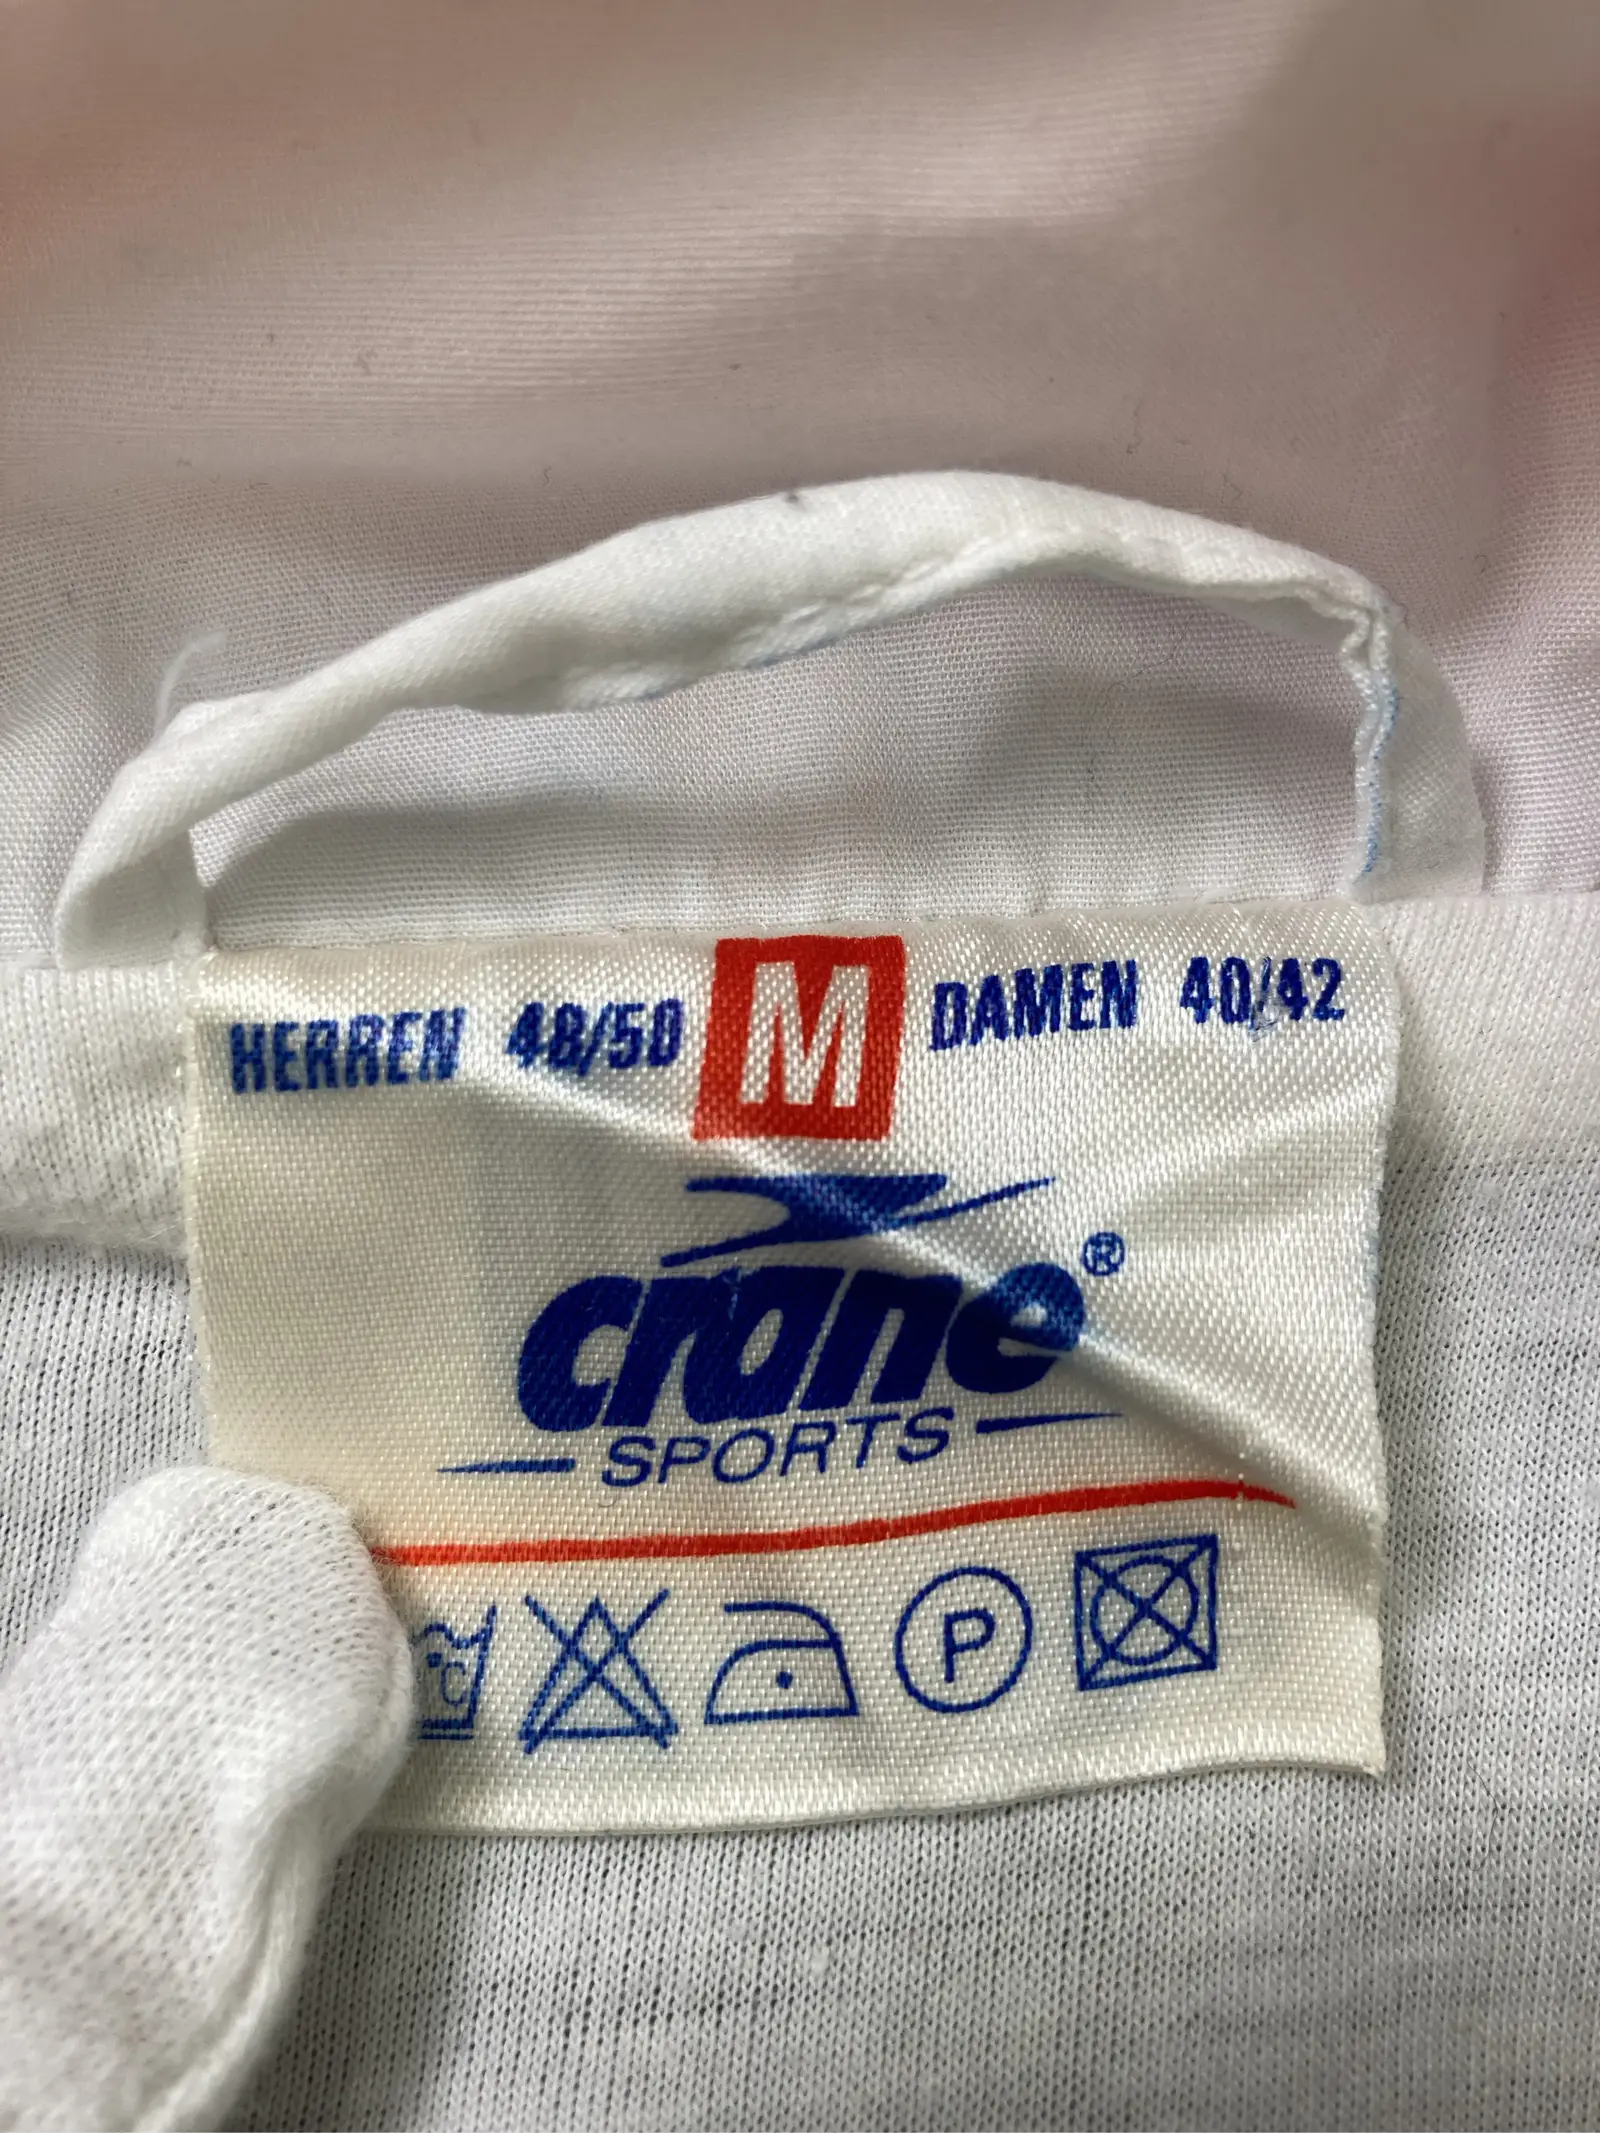 HERREN 48/50 M DAMEN 40/42
crane®
SPORTS
P